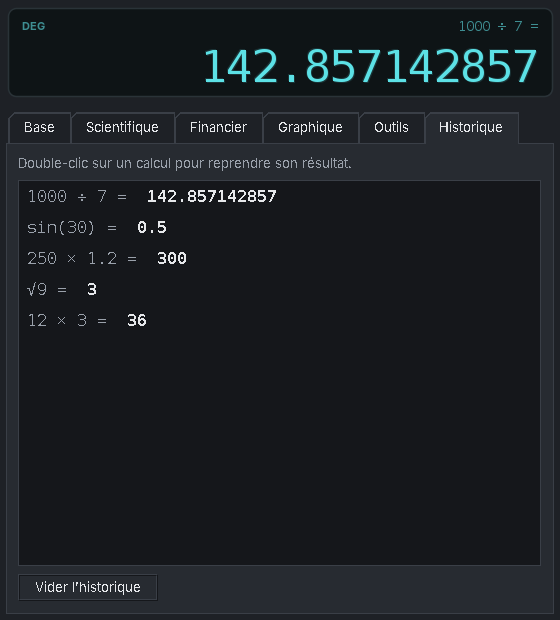 DEG
1000 ÷ 7 =
142.857142857
Base Scientifique Financier Graphique Outils Historique
Double-clic sur un calcul pour reprendre son résultat.
1000 ÷ 7 = 142.857142857
sin(30) = 0.5
250 × 1.2 = 300
√9 = 3
12 × 3 = 36
Vider l'historique